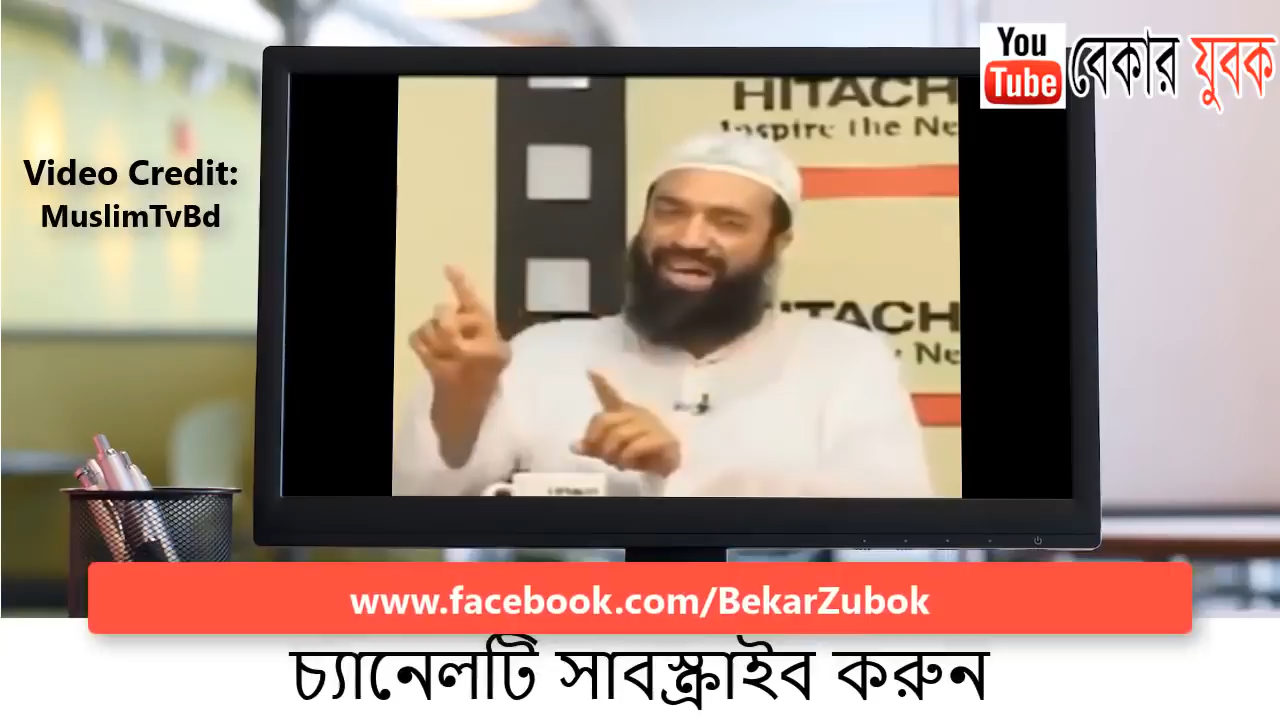 You
Tube
বেকার যুবক
Video Credit:
MuslimTvBd
HITACH
Inspire the Ne
HITACH
Ne
www.facebook.com/BekarZubok
চ্যানেলটি সাবস্ক্রাইব করুন